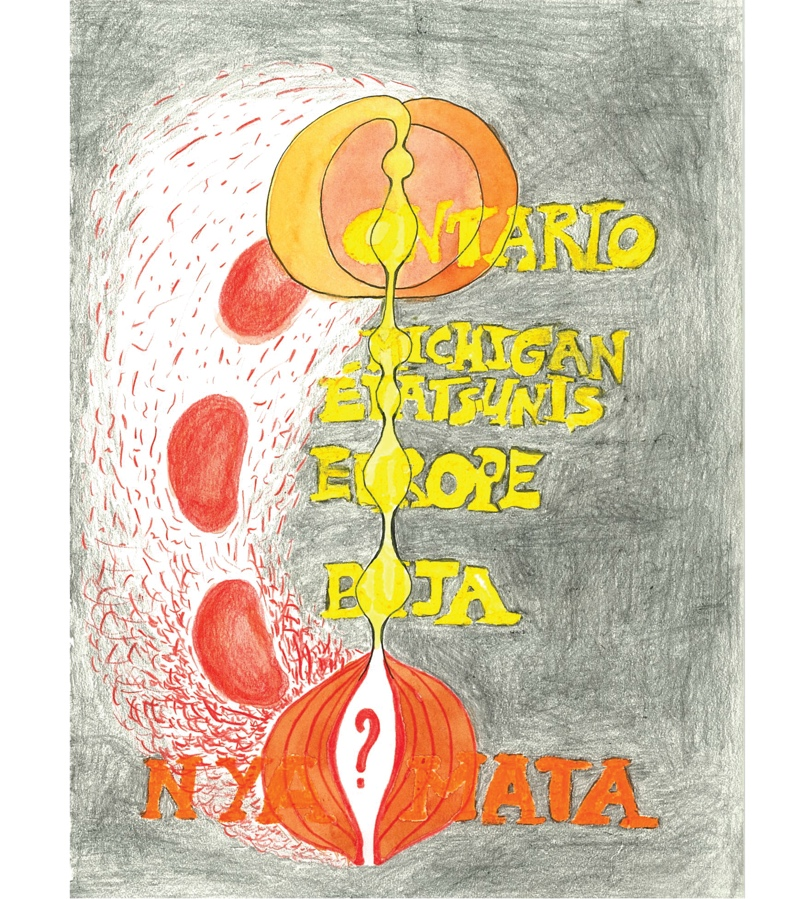 ONTARIO
MICHIGAN
ÉTATSUNIS
EUROPE
BUJA
?
NYAMATA